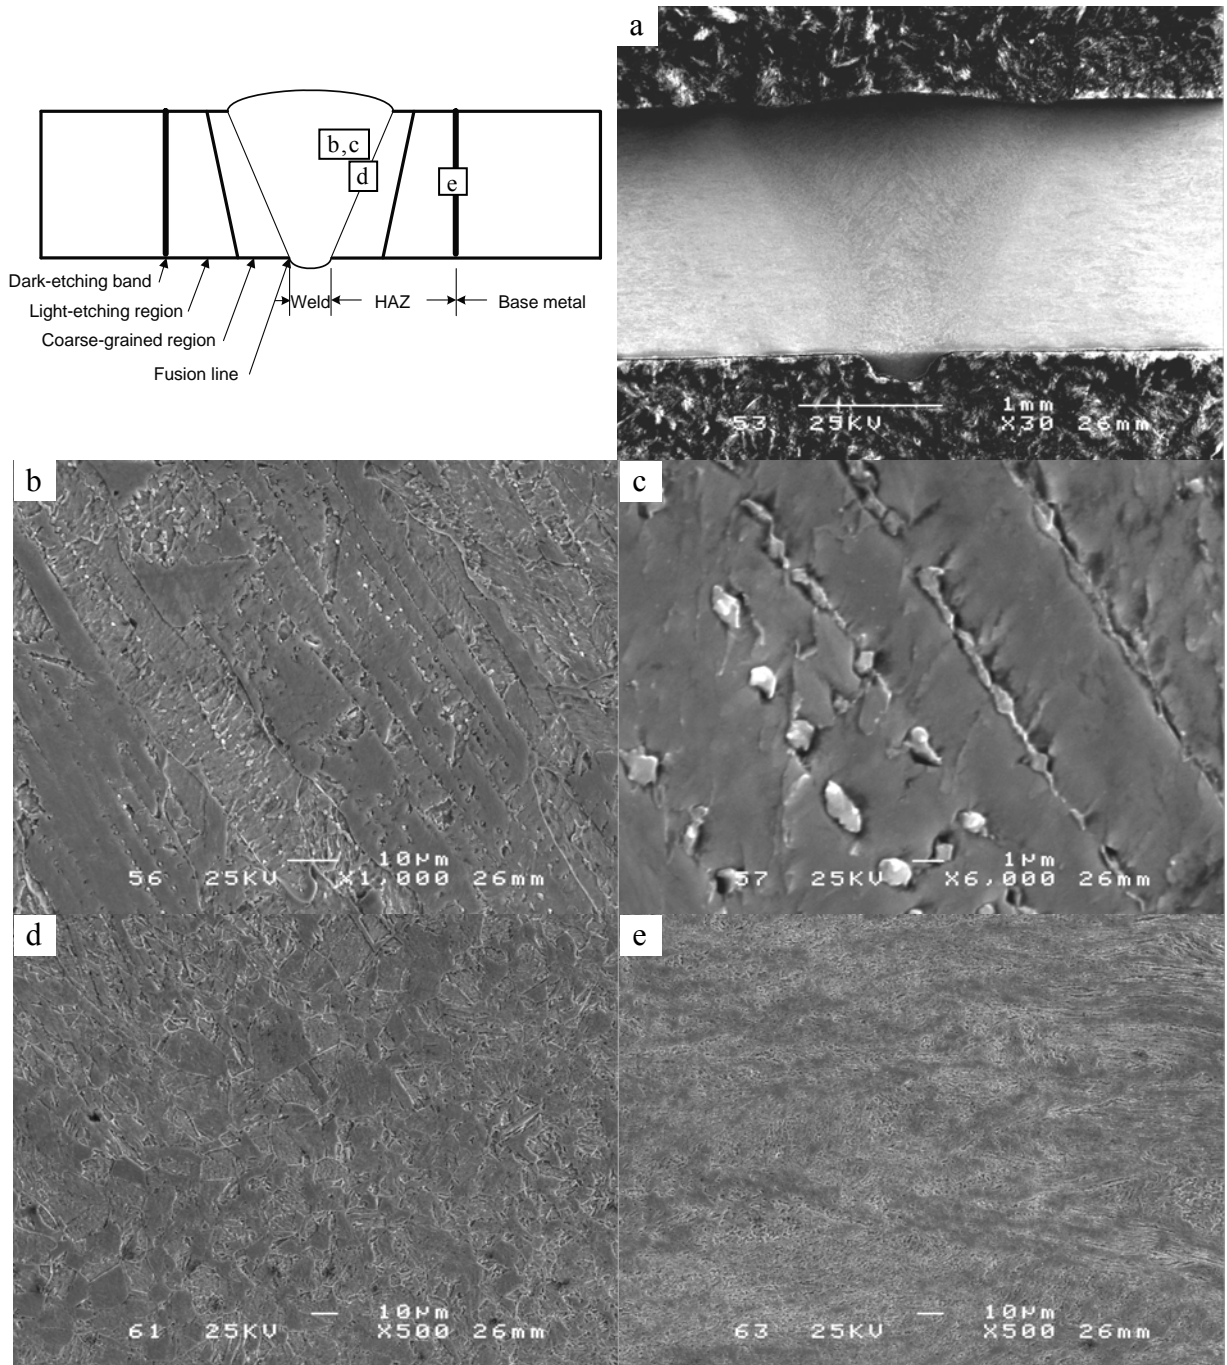 a
b,c
d
e
Dark-etching band
Light-etching region
Coarse-grained region
Fusion line
Weld
HAZ
Base metal
1mm
53 25KV X30 26mm
b
10μm
56 25KV X1,000 26mm
c
1μm
57 25KV X6,000 26mm
d
10μm
61 25KV X500 26mm
e
10μm
63 25KV X500 26mm